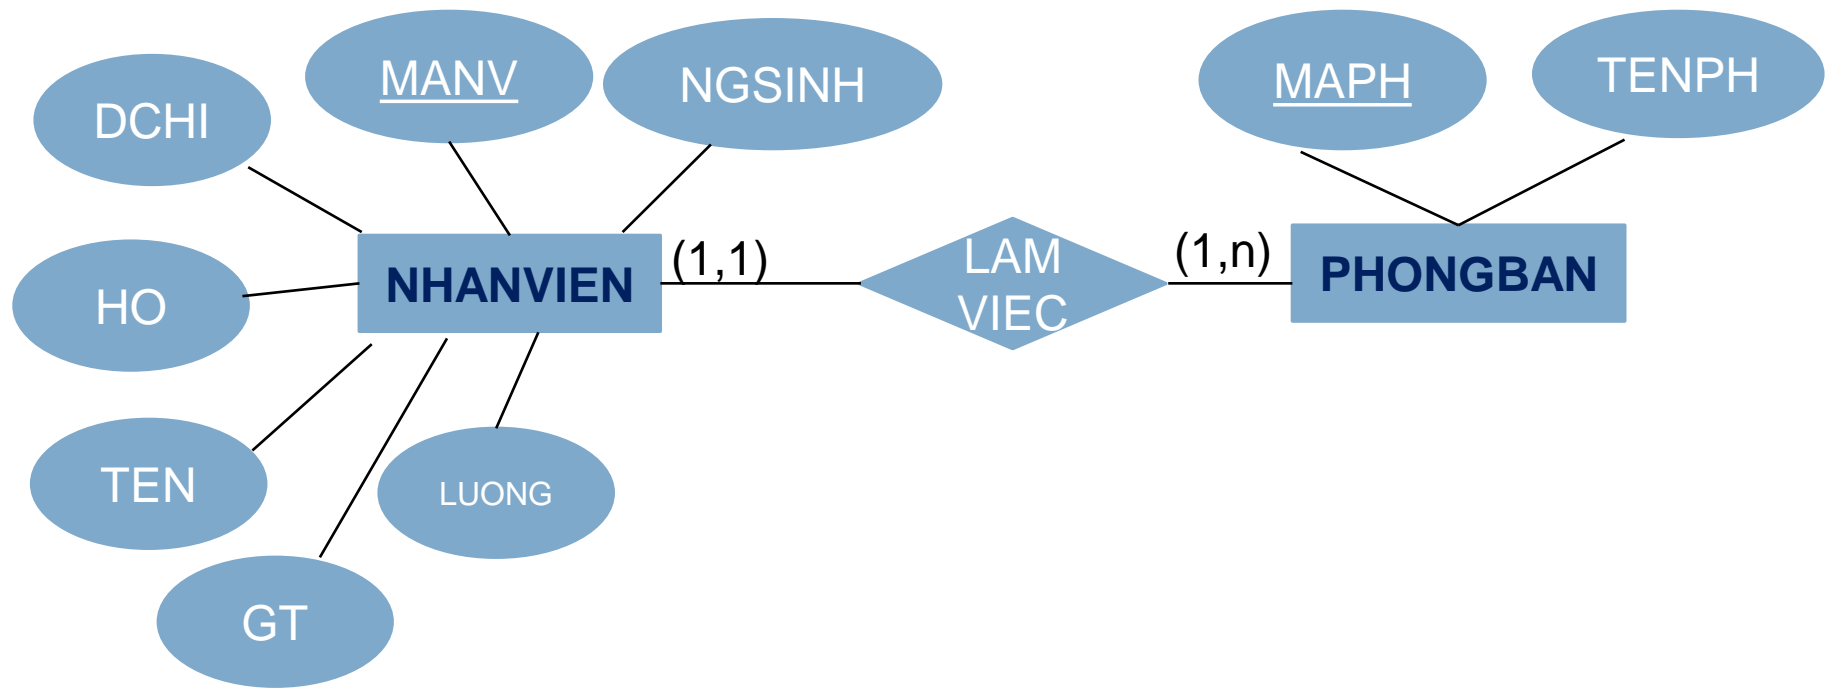 MANV
NGSINH
MAPH
TENPH
DCHI
NHANVIEN
(1,1)
LAM
VIEC
(1,n)
PHONGBAN
HO
TEN
LUONG
GT